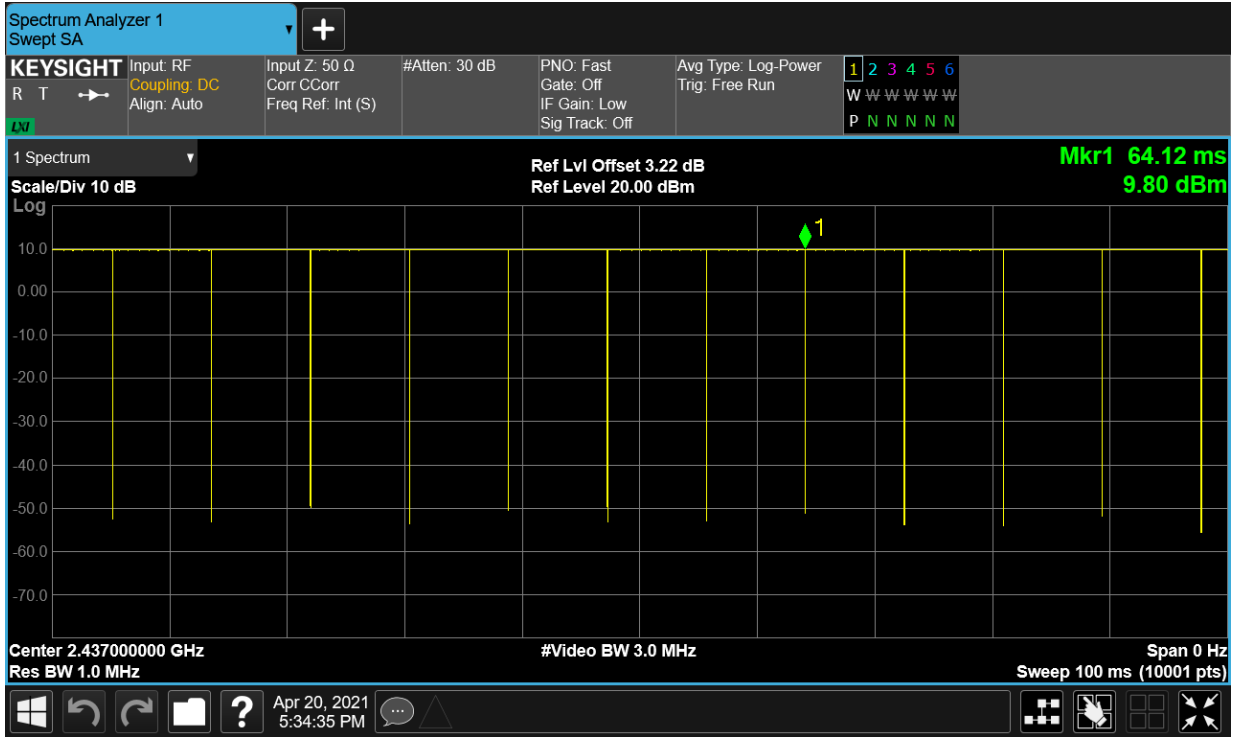 Spectrum Analyzer 1
Swept SA
KEYSIGHT
R T
LXI
Input: RF
Coupling: DC
Align: Auto
Input Z: 50 Ω
Corr CCorr
Freq Ref: Int (S)
#Atten: 30 dB
PNO: Fast
Gate: Off
IF Gain: Low
Sig Track: Off
Avg Type: Log-Power
Trig: Free Run
1 2 3 4 5 6
W W W W W W
P N N N N N
1 Spectrum
Scale/Div 10 dB
Ref Lvl Offset 3.22 dB
Ref Level 20.00 dBm
Mkr1 64.12 ms
9.80 dBm
Log
1
10.0
0.00
-10.0
-20.0
-30.0
-40.0
-50.0
-60.0
-70.0
Center 2.437000000 GHz
#Video BW 3.0 MHz
Span 0 Hz
Res BW 1.0 MHz
Sweep 100 ms (10001 pts)
?
Apr 20, 2021
5:34:35 PM